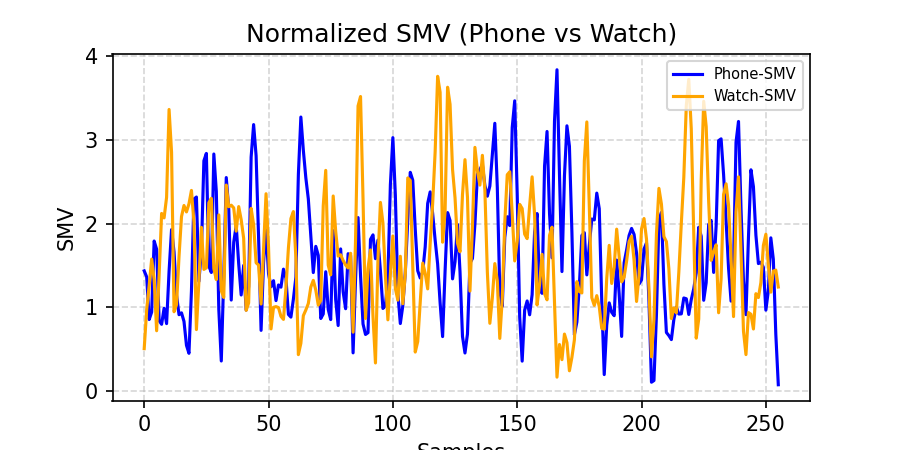 Normalized SMV (Phone vs Watch)
Phone-SMV
Watch-SMV
SMV
4
3
2
1
0
0 50 100 150 200 250
Samples